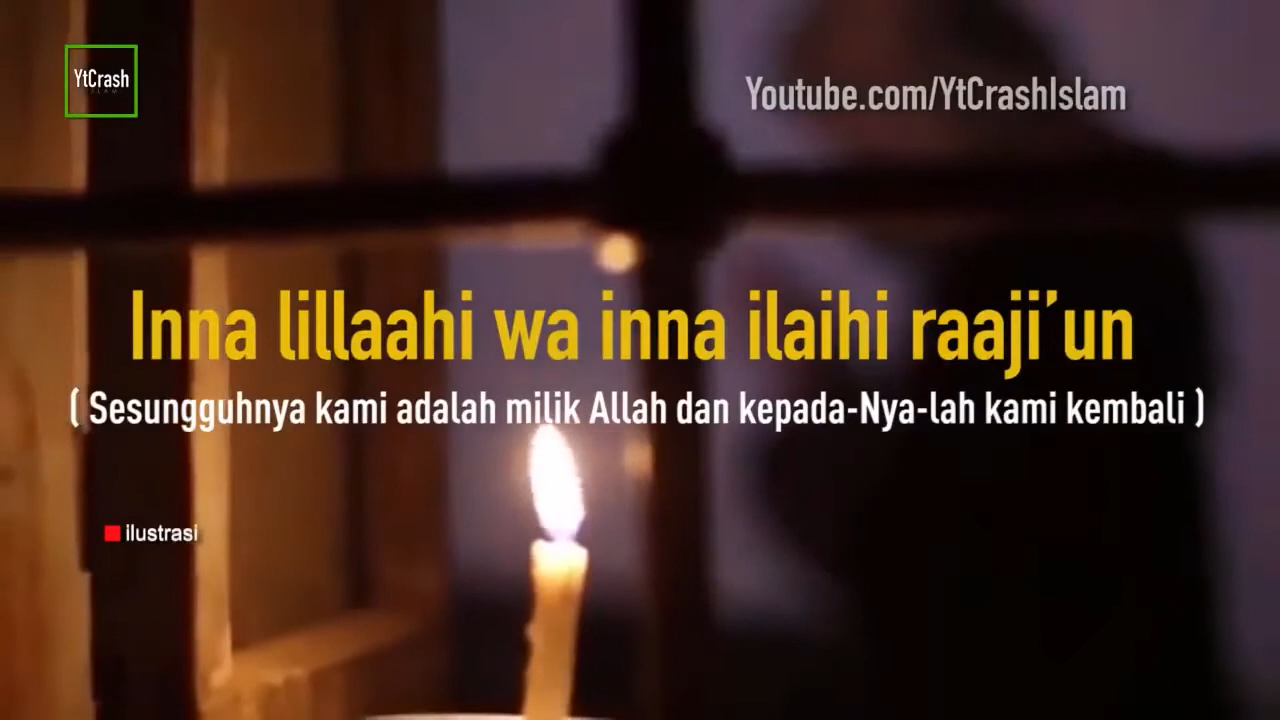 YtCrash
Youtube.com/YtCrashIslam
Inna lillaahi wa inna ilaihi raaji'un
( Sesungguhnya kami adalah milik Allah dan kepada-Nya-lah kami kembali )
ilustrasi